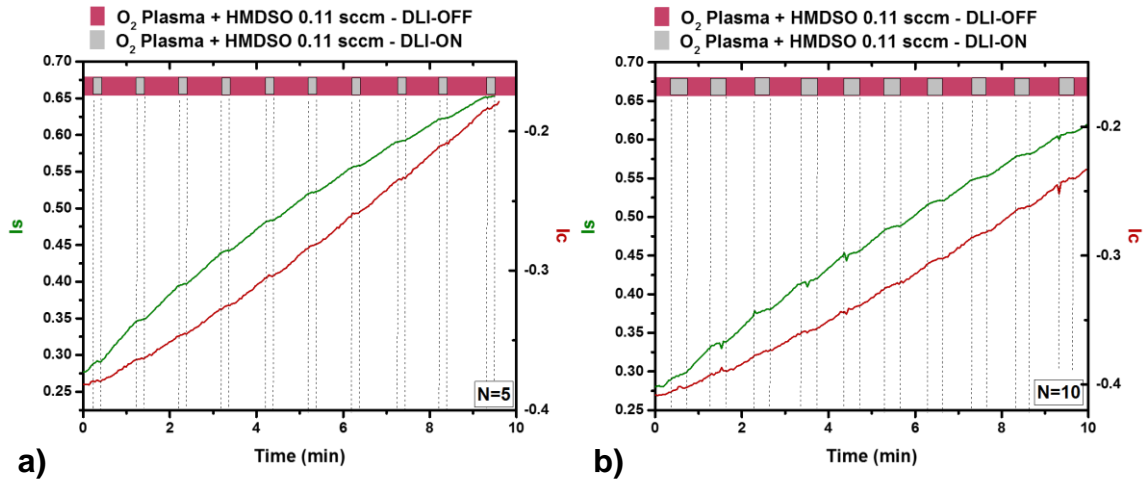 O2 Plasma + HMDSO 0.11 sccm - DLI-OFF
O2 Plasma + HMDSO 0.11 sccm - DLI-ON
0.70
0.65
0.60
0.55
0.50
0.45
0.40
0.35
0.30
0.25
Is
-0.2
-0.3
-0.4
Ic
N=5
0 2 4 6 8 10
Time (min)
a)
O2 Plasma + HMDSO 0.11 sccm - DLI-OFF
O2 Plasma + HMDSO 0.11 sccm - DLI-ON
0.70
0.65
0.60
0.55
0.50
0.45
0.40
0.35
0.30
0.25
Is
-0.2
-0.3
-0.4
Ic
N=10
0 2 4 6 8 10
Time (min)
b)